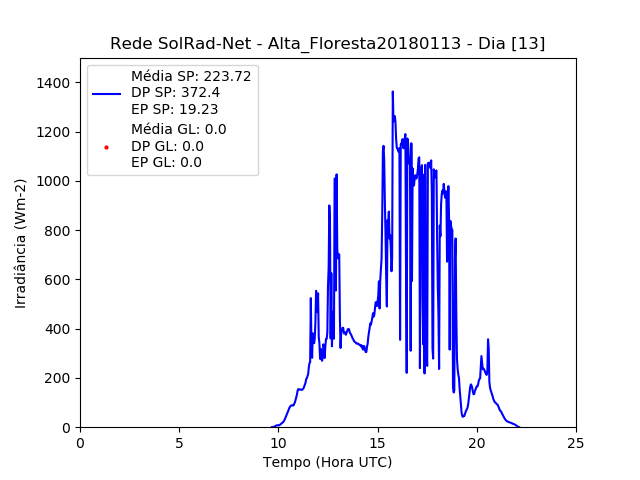 Rede SolRad-Net - Alta_Floresta20180113 - Dia [13]
Média SP: 223.72
DP SP: 372.4
EP SP: 19.23
Média GL: 0.0
DP GL: 0.0
EP GL: 0.0
Irradiância (Wm-2)
1400
1200
1000
800
600
400
200
0
0 5 10 15 20 25
Tempo (Hora UTC)